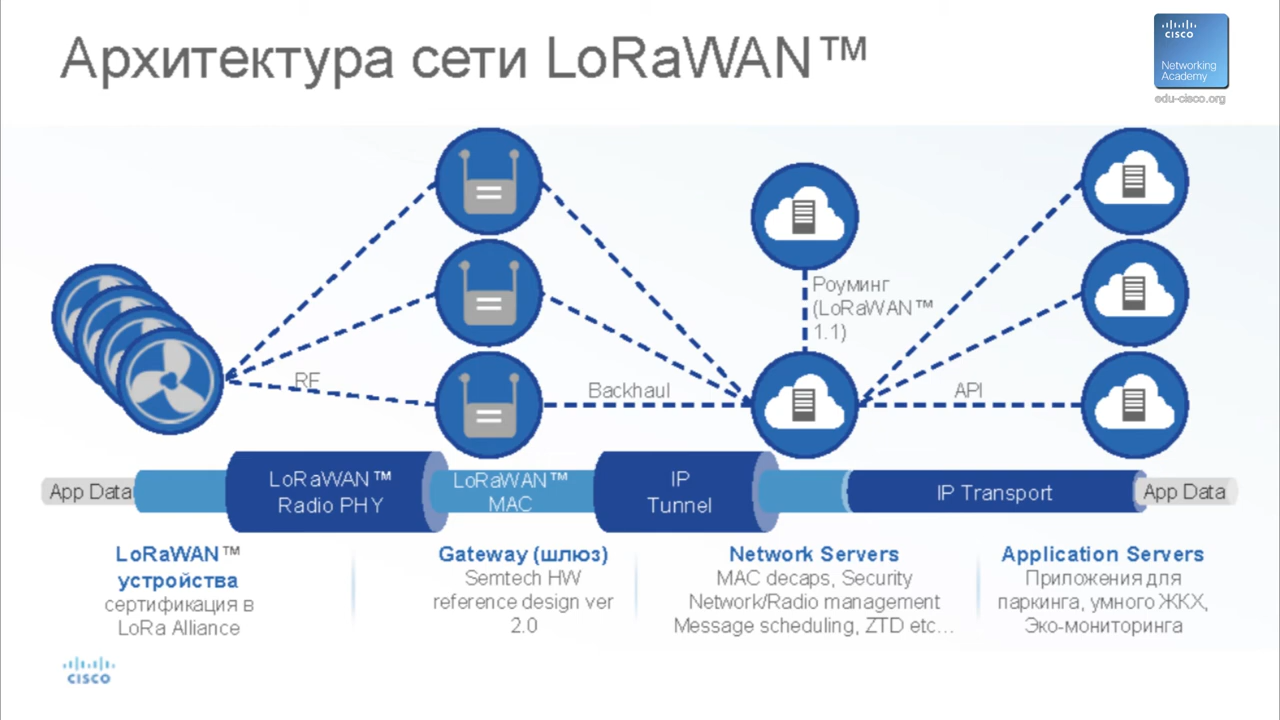 Архитектура сети LoRaWAN™
CISCO
Networking
Academy
edu-cisco.org
Роуминг
(LoRaWAN™
1.1)
RF
Backhaul
API
App Data
LoRaWAN™
Radio PHY
LoRaWAN™
MAC
IP
Tunnel
IP Transport
App Data
LoRaWAN™
устройства
сертификация в
LoRa Alliance
Gateway (шлюз)
Semtech HW
reference design ver
2.0
Network Servers
MAC decaps, Security
Network/Radio management
Message scheduling, ZTD etc...
Application Servers
Приложения для
паркинга, умного ЖКХ,
Эко-мониторинга
CISCO